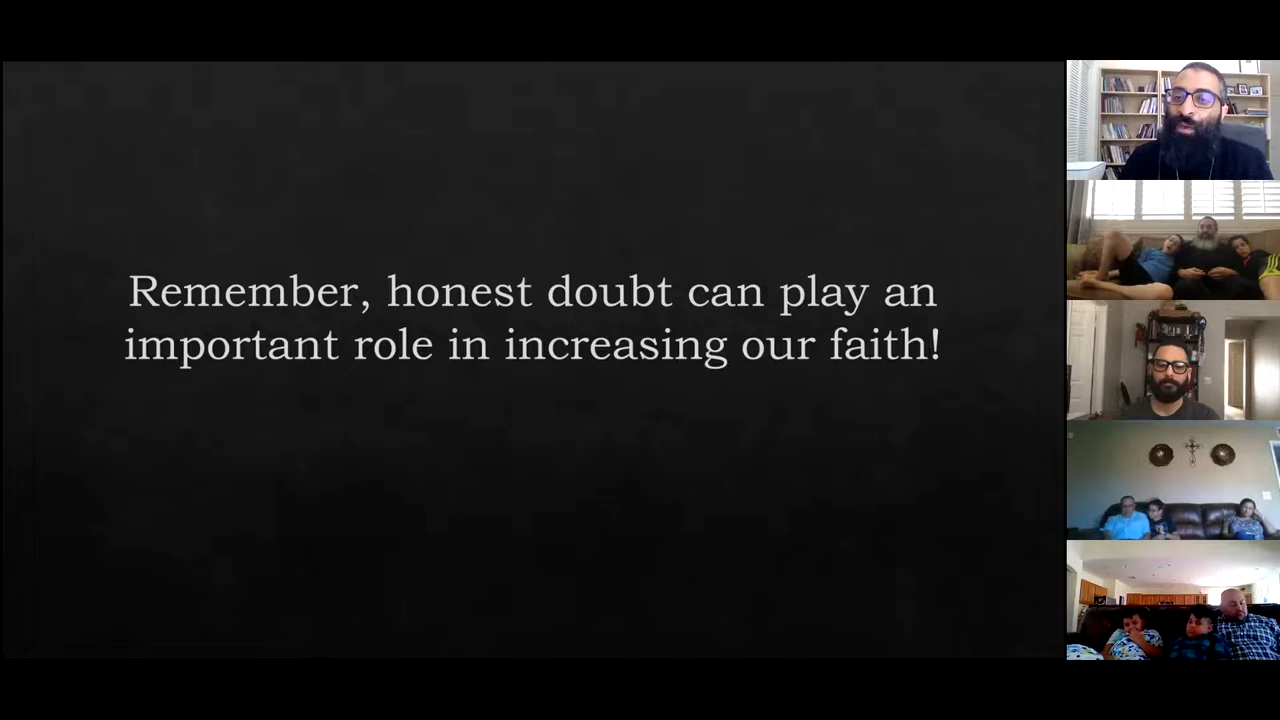 Remember, honest doubt can play an
important role in increasing our faith!